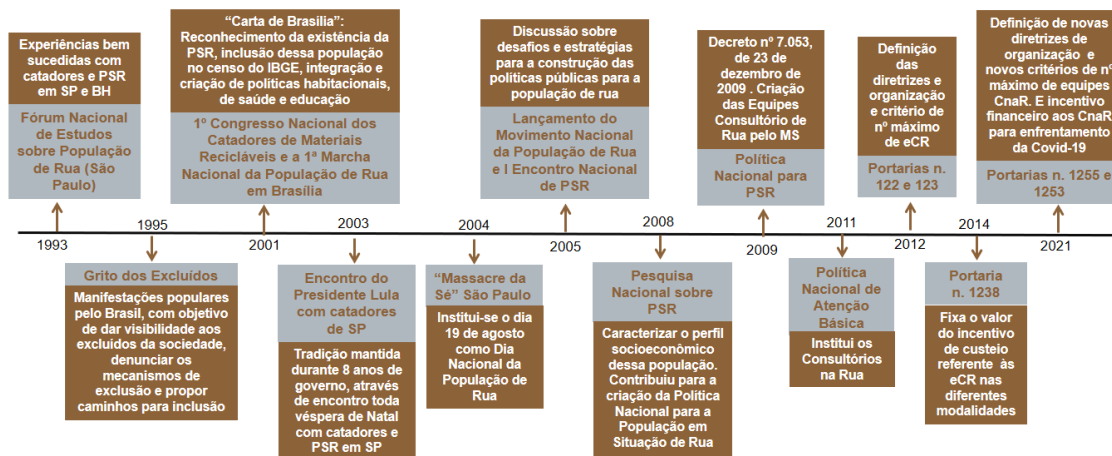 Experiências bem
sucedidas com
catadores e PSR
em SP e BH
Fórum Nacional de
Estudos sobre
População de
Rua (São
Paulo)
1993
1995
Grito dos Excluídos
Manifestações populares
pelo Brasil, com objetivo
de dar visibilidade aos
excluídos da sociedade,
denunciar os
mecanismos de
exclusão e propor
caminhos para inclusão
“Carta de Brasília”:
Reconhecimento da existência da
PSR, inclusão dessa população
no censo do IBGE, integração e
criação de políticas habitacionais,
de saúde e educação
1º Congresso Nacional dos
Catadores de Materiais
Recicláveis e a 1ª Marcha
Nacional da População de Rua
em Brasília
2001
2003
Encontro do
Presidente Lula
com catadores
de SP
Tradição mantida
durante 8 anos de
governo, através de
encontro toda
véspera de Natal
com catadores e
PSR em SP
2004
“Massacre da
Sé” São Paulo
Institui-se o dia
19 de agosto
como Dia
Nacional da
População de
Rua
Discussão sobre
desafios e estratégias
para a construção das
políticas públicas para a
população de rua
Lançamento do
Movimento Nacional
da População de Rua
e I Encontro
Nacional de PSR
2005
2008
Pesquisa
Nacional sobre
PSR
Caracterizar o perfil
socioeconômico
dessa população.
Contribuiu para a
criação da Política
Nacional para a
População em
Situação de Rua
Decreto nº 7.053,
de 23 de
dezembro de
2009 . Criação
das Equipes
Consultório de
Rua pelo MS
Política
Nacional para
PSR
2009
2011
Política
Nacional de
Atenção
Básica
Institui os
Consultórios
na Rua
Definição
das diretrizes e
organização
e critério de
nº máximo
de eCR
Portarias n.
122 e 123
2012
2014
Portaria
n. 1238
Fixa o valor
do incentivo
de custeio
referente às
eCR nas
diferentes
modalidades
Definição de novas
diretrizes de
organização e
novos critérios de nº
máximo de equipes
CnaR. E incentivo
financeiro aos CnaR
para enfrentamento
da Covid-19
Portarias n. 1255 e
1253
2021